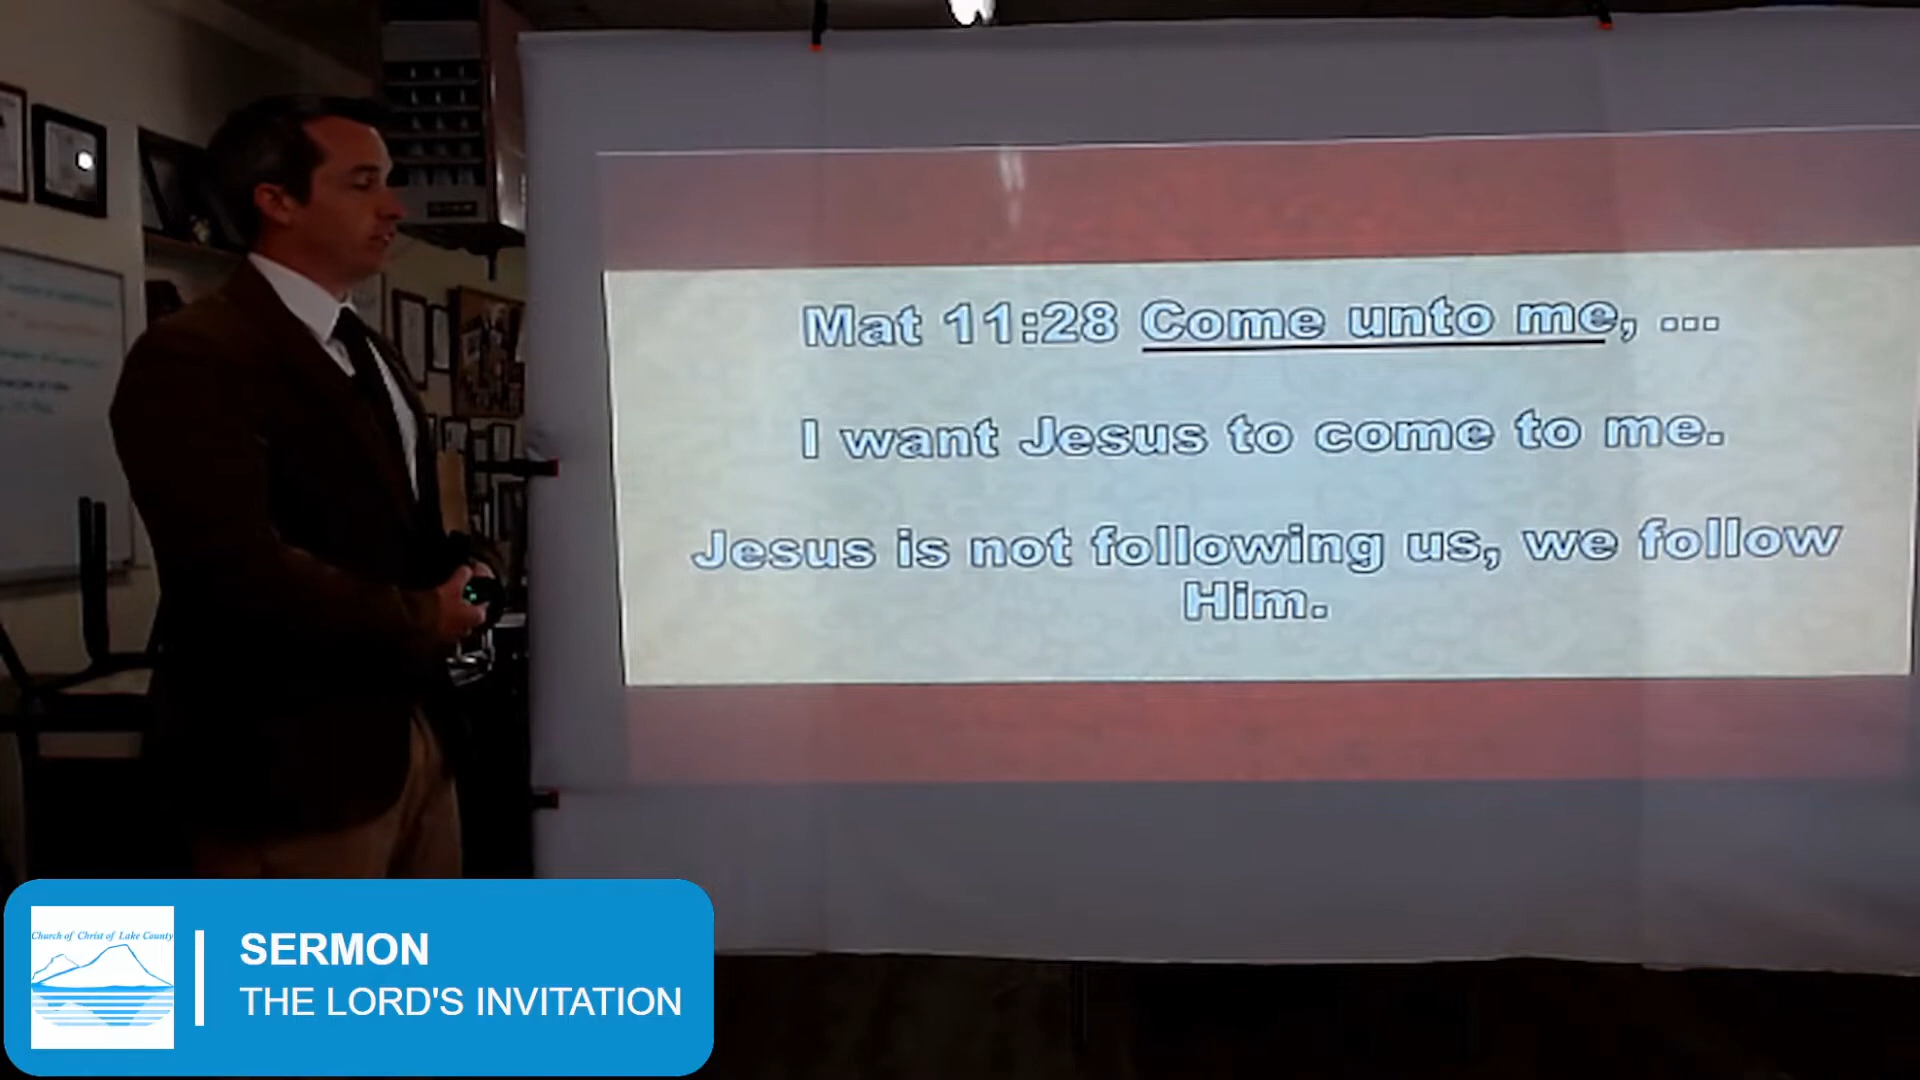 Mat 11:28 Come unto me, ...
I want Jesus to come to me.
Jesus is not following us, we follow
Him.
Church of Christ of Lake County
SERMON
THE LORD'S INVITATION